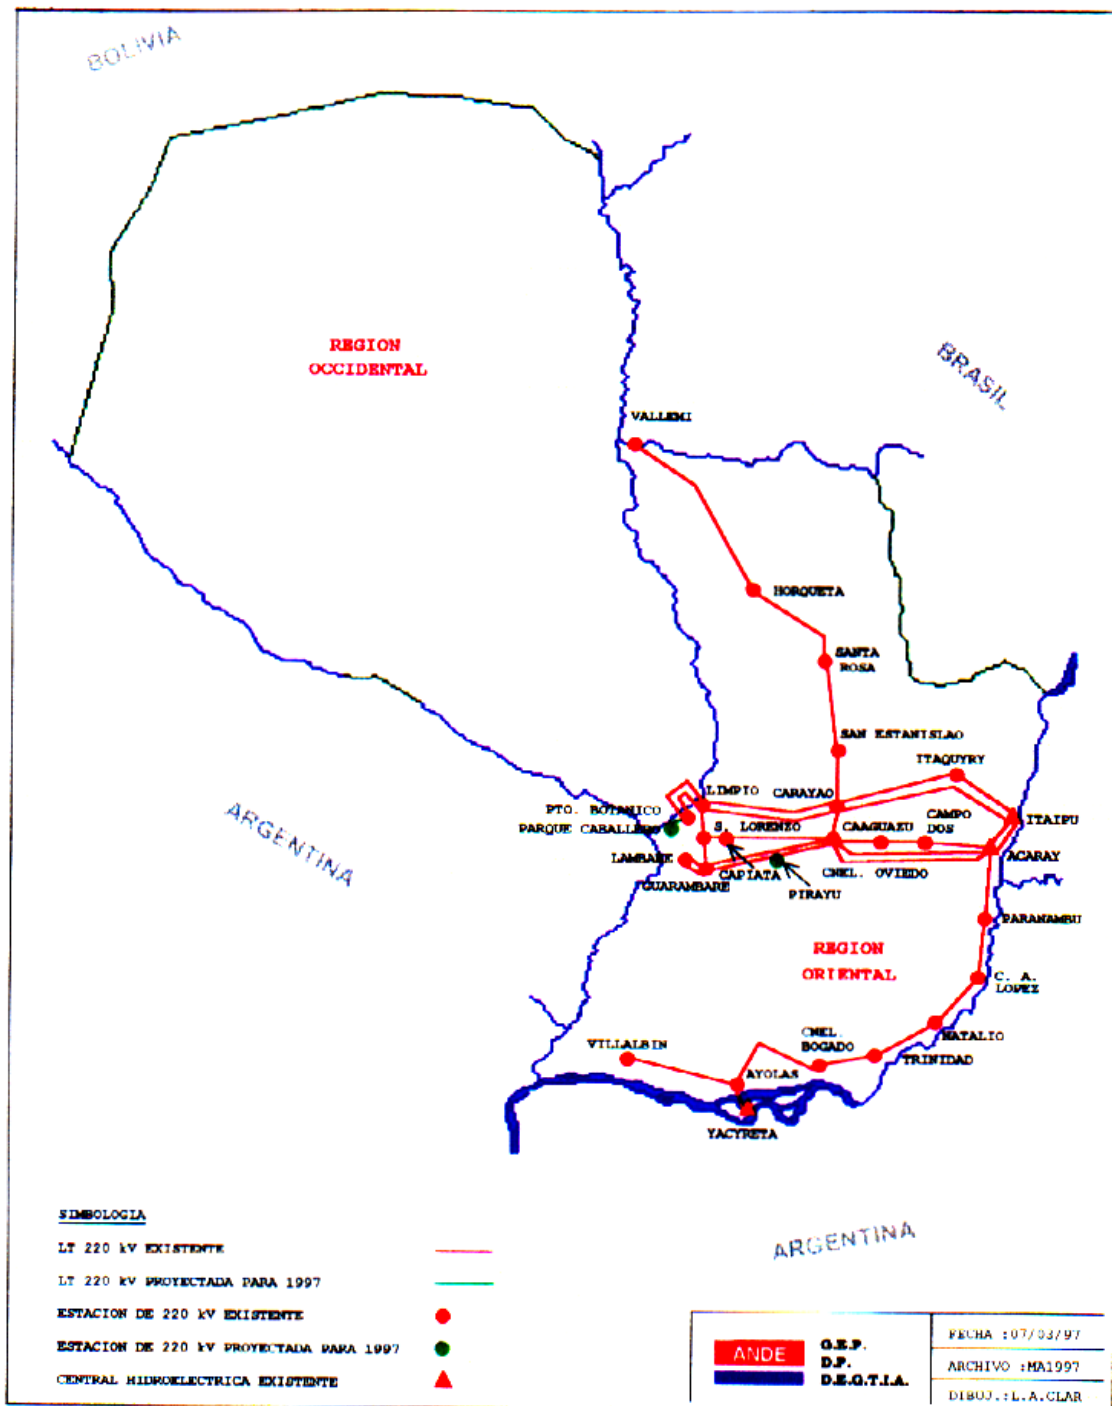 BOLIVIA
REGION
OCCIDENTAL
BRASIL
VALLEMI
HORQUETA
SANTA
ROSA
SAN ESTANISLAO
ITAQUYRY
LIMPIO
CARAYAO
PTO. BOTANICO
PARQUE CABALLERO
S. LORENZO
CAAGUAZU
CAMPO
DOS
ITAIPU
ARGENTINA
LAMBARE
GUARAMBARE
CAPIATA
PIRAYU
CNEL. OVIEDO
ACARAY
PARANAMBU
REGION
ORIENTAL
C. A.
LOPEZ
NATALIO
TRINIDAD
CNEL.
BOGADO
VILLALBIN
AYOLAS
YACYRETA
SIMBOLOGIA
LT 220 kV EXISTENTE
LT 220 kV PROYECTADA PARA 1997
ESTACION DE 220 kV EXISTENTE
ESTACION DE 220 kV PROYECTADA PARA 1997
CENTRAL HIDROELECTRICA EXISTENTE
ARGENTINA
ANDE
G.E.P.
D.P.
D.E.G.T.I.A.
FECHA :07/03/97
ARCHIVO :MA1997
DIBUJ.:L.A.CLAR